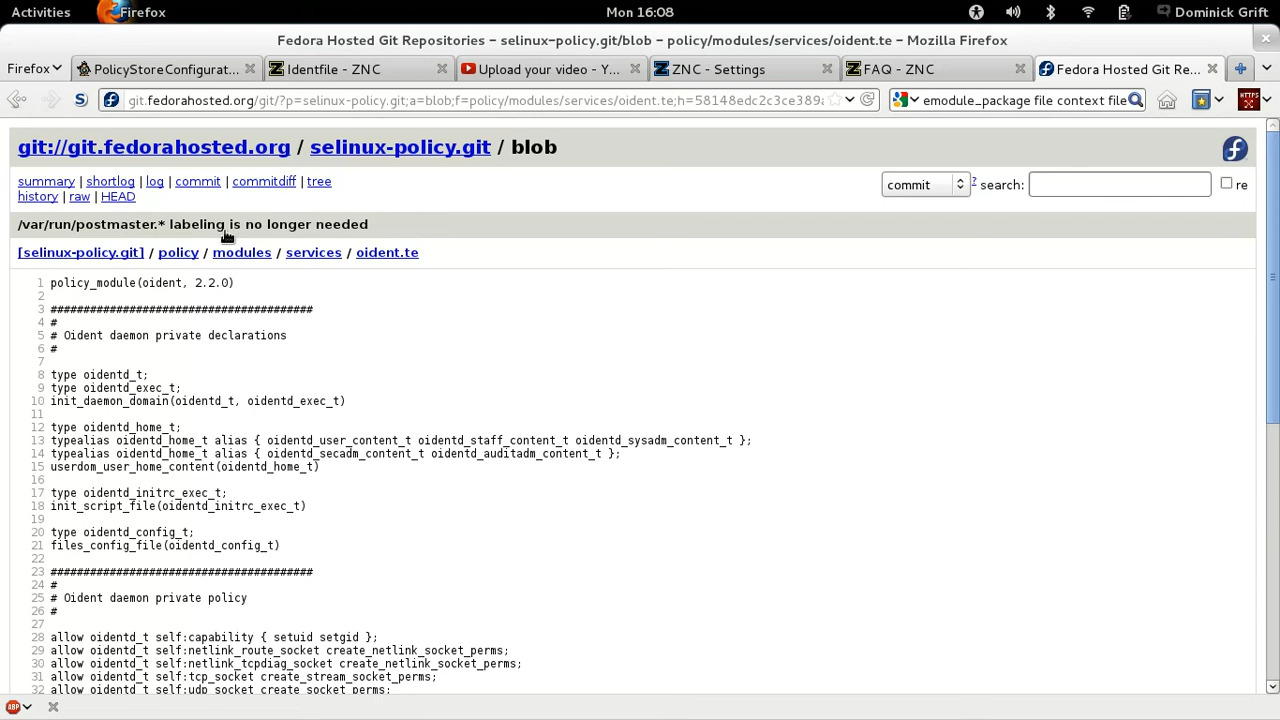 Activities Firefox Mon 16:08 Dominick Grift
Fedora Hosted Git Repositories – selinux-policy.git/blob – policy/modules/services/oident.te – Mozilla Firefox
Firefox PolicyStoreConfigurat... Identfile - ZNC Upload your video - Y... ZNC - Settings FAQ - ZNC Fedora Hosted Git Re...
git.fedorahosted.org/git/?p=selinux-policy.git;a=blob;f=policy/modules/services/oident.te;h=58148edc2c3ce389a emodule_package file context file
git://git.fedorahosted.org / selinux-policy.git / blob
summary | shortlog | log | commit | commitdiff | tree
history | raw | HEAD
commit ? search: re
/var/run/postmaster.* labeling is no longer needed
[selinux-policy.git] / policy / modules / services / oident.te
1 policy_module(oident, 2.2.0)
2
3 ########################################
4 #
5 # Oident daemon private declarations
6 #
7
8 type oidentd_t;
9 type oidentd_exec_t;
10 init_daemon_domain(oidentd_t, oidentd_exec_t)
11
12 type oidentd_home_t;
13 typealias oidentd_home_t alias { oidentd_user_content_t oidentd_staff_content_t oidentd_sysadm_content_t };
14 typealias oidentd_home_t alias { oidentd_secadm_content_t oidentd_auditadm_content_t };
15 userdom_user_home_content(oidentd_home_t)
16
17 type oidentd_initrc_exec_t;
18 init_script_file(oidentd_initrc_exec_t)
19
20 type oidentd_config_t;
21 files_config_file(oidentd_config_t)
22
23 ########################################
24 #
25 # Oident daemon private policy
26 #
27
28 allow oidentd_t self:capability { setuid setgid };
29 allow oidentd_t self:netlink_route_socket create_netlink_socket_perms;
30 allow oidentd_t self:netlink_tcpdiag_socket create_netlink_socket_perms;
31 allow oidentd_t self:tcp_socket create_stream_socket_perms;
32 allow oidentd_t self:udp_socket create_socket_perms;
ABP